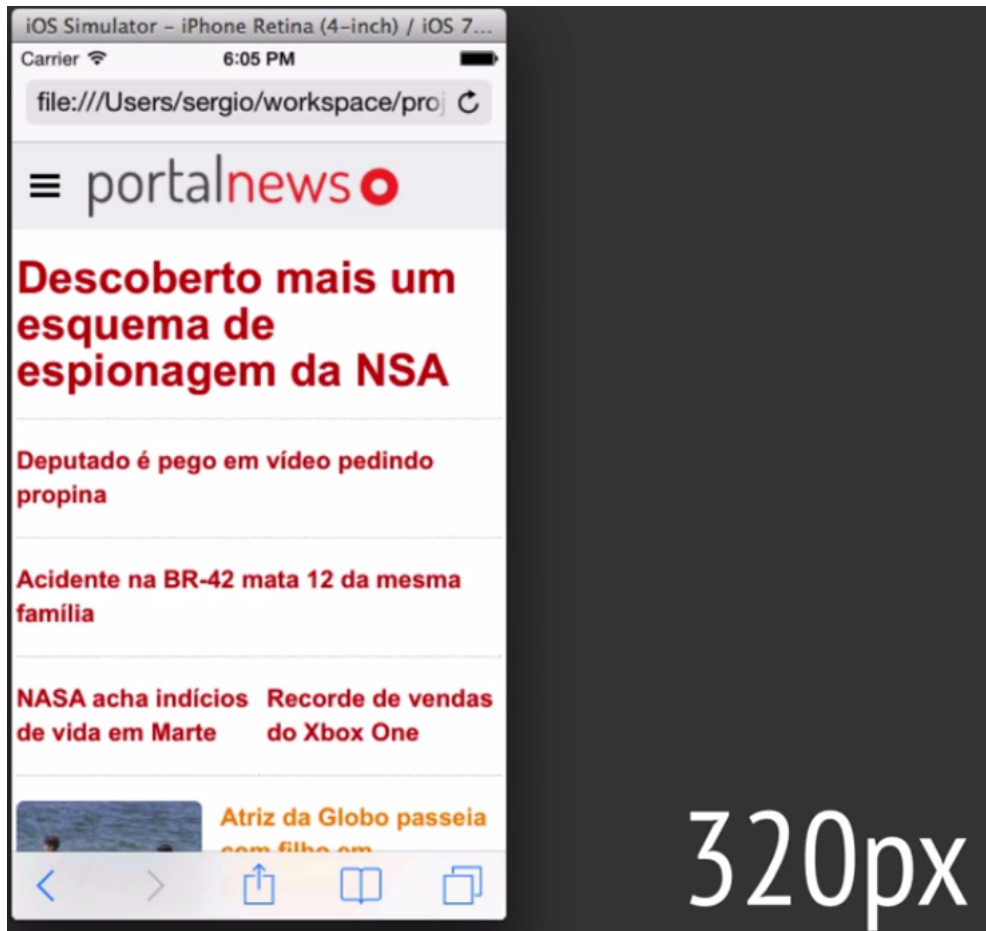 iOS Simulator – iPhone Retina (4-inch) / iOS 7...
Carrier 6:05 PM
file:///Users/sergio/workspace/proj
portalnews
Descoberto mais um
esquema de
espionagem da NSA
Deputado é pego em vídeo pedindo
propina
Acidente na BR-42 mata 12 da mesma
família
NASA acha indícios
de vida em Marte
Recorde de vendas
do Xbox One
Atriz da Globo passeia
com filho em
320px